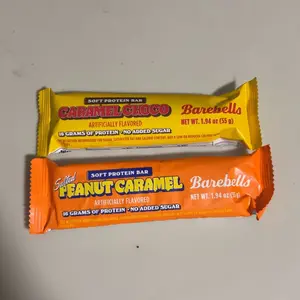 SOFT PROTEIN BAR
CARAMEL CHOCO
ARTIFICIALLY FLAVORED
16 GRAMS OF PROTEIN - NO ADDED SUGAR
Barebells
NET WT. 1.94 OZ (55 g)
SOFT PROTEIN BAR
Salted
PEANUT CARAMEL
ARTIFICIALLY FLAVORED
16 GRAMS OF PROTEIN - NO ADDED SUGAR
Barebells
NET WT. 1.94 OZ